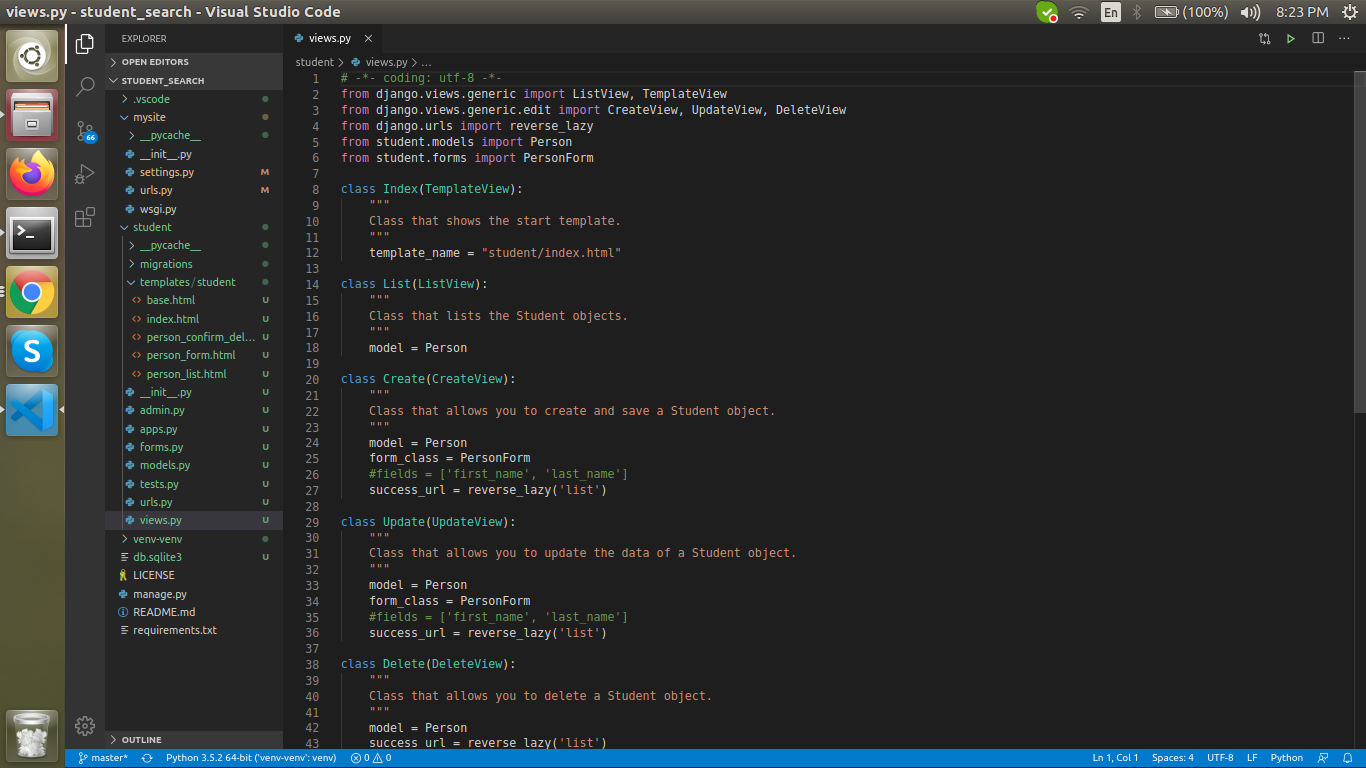 views.py - student_search - Visual Studio Code
En
(100%)
8:23 PM
EXPLORER
OPEN EDITORS
STUDENT_SEARCH
.vscode
mysite
__pycache__
__init__.py
settings.py M
urls.py M
wsgi.py
student
__pycache__
migrations
templates/student
base.html U
index.html U
person_confirm_del... U
person_form.html U
person_list.html U
__init__.py U
admin.py U
apps.py U
forms.py U
models.py U
tests.py U
urls.py U
views.py U
venv-venv
db.sqlite3 U
LICENSE
manage.py
README.md
requirements.txt
OUTLINE
66
views.py
student > views.py > ...
1 # -*- coding: utf-8 -*-
2 from django.views.generic import ListView, TemplateView
3 from django.views.generic.edit import CreateView, UpdateView, DeleteView
4 from django.urls import reverse_lazy
5 from student.models import Person
6 from student.forms import PersonForm
7
8 class Index(TemplateView):
9 """
10 Class that shows the start template.
11 """
12 template_name = "student/index.html"
13
14 class List(ListView):
15 """
16 Class that lists the Student objects.
17 """
18 model = Person
19
20 class Create(CreateView):
21 """
22 Class that allows you to create and save a Student object.
23 """
24 model = Person
25 form_class = PersonForm
26 #fields = ['first_name', 'last_name']
27 success_url = reverse_lazy('list')
28
29 class Update(UpdateView):
30 """
31 Class that allows you to update the data of a Student object.
32 """
33 model = Person
34 form_class = PersonForm
35 #fields = ['first_name', 'last_name']
36 success_url = reverse_lazy('list')
37
38 class Delete(DeleteView):
39 """
40 Class that allows you to delete a Student object.
41 """
42 model = Person
43 success_url = reverse_lazy('list')
master*
Python 3.5.2 64-bit ('venv-venv': venv)
0
0
Ln 1, Col 1
Spaces: 4
UTF-8
LF
Python